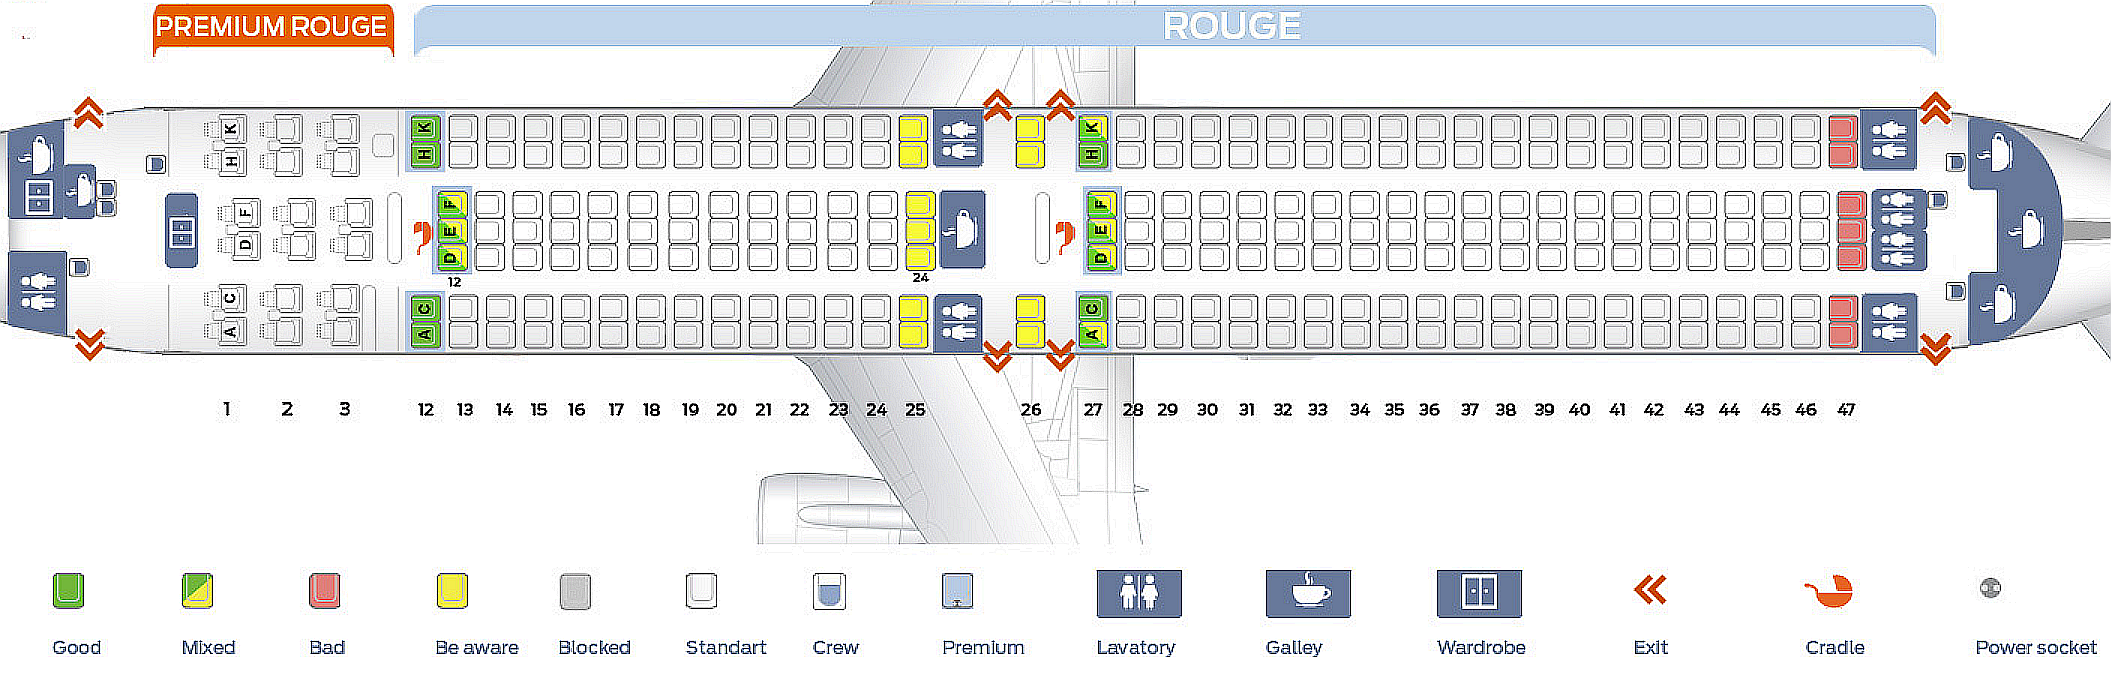 PREMIUM ROUGE
ROUGE
K K K
H H H
F F F
E E
D D D
12 24
C C C
A A A
1 2 3 12 13 14 15 16 17 18 19 20 21 22 23 24 25 26 27 28 29 30 31 32 33 34 35 36 37 38 39 40 41 42 43 44 45 46 47
Good Mixed Bad Be aware Blocked Standart Crew Premium Lavatory Galley Wardrobe Exit Cradle Power socket